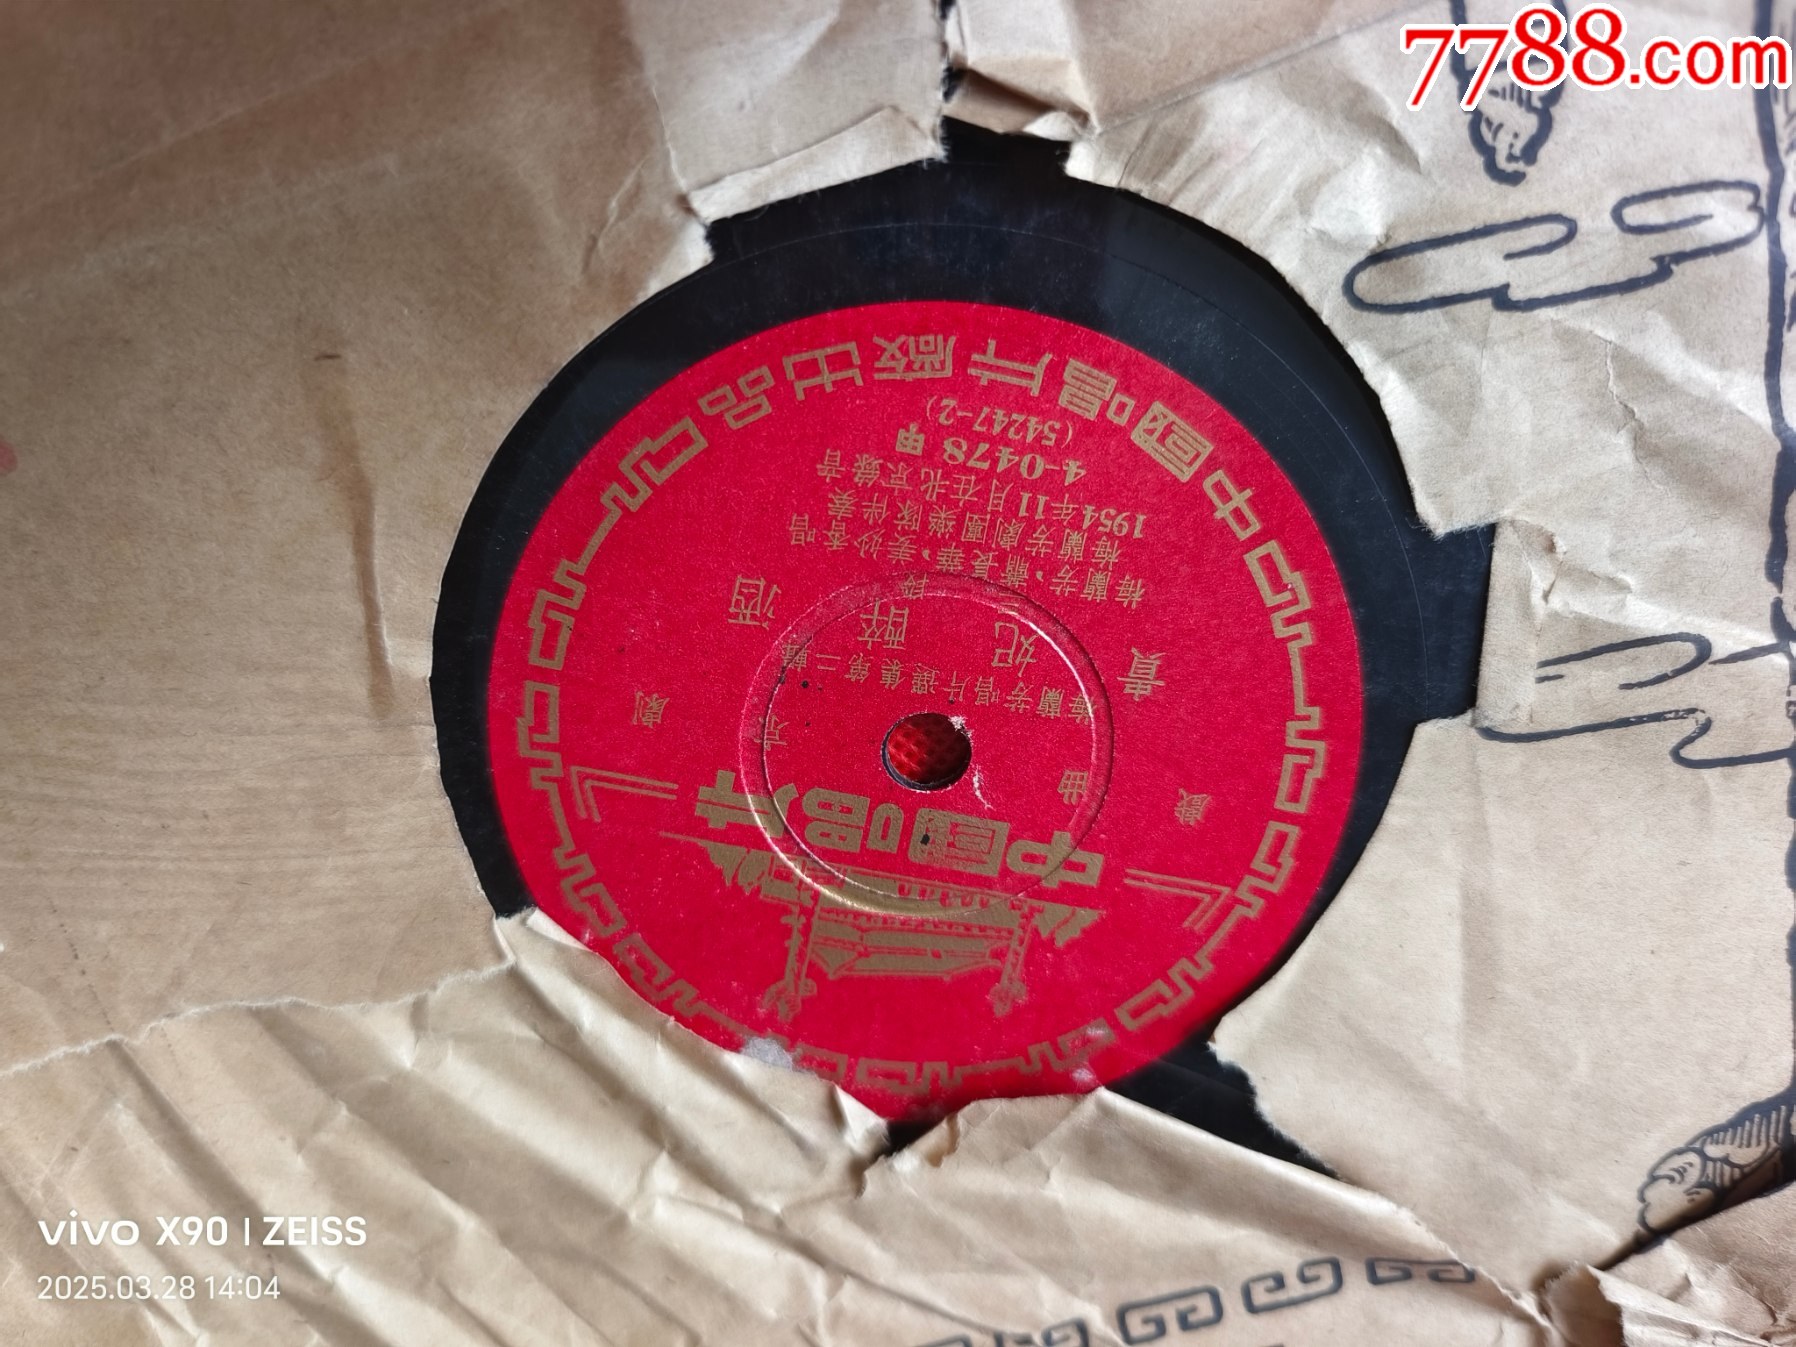 7788.com
中國唱片
戲曲
京劇
梅蘭芳唱片選集第二輯
貴妃醉酒
梅蘭芳、蕭長華、姜妙香唱
梅蘭芳劇團樂隊伴奏
1954年11月在北京錄音
4-0478 甲
(54247-2)
中國唱片廠出品
vivo X90 | ZEISS
2025.03.28 14:04